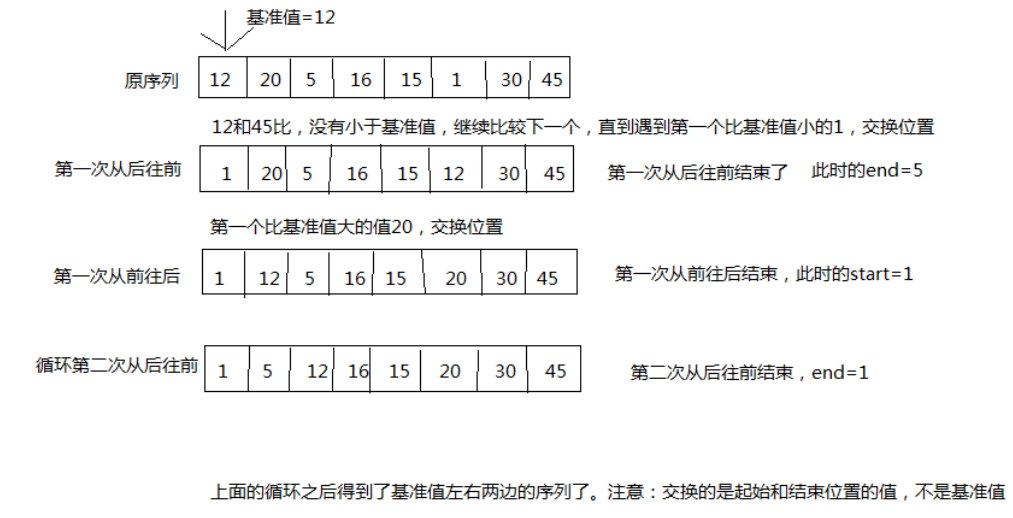 基准值=12
原序列 12 20 5 16 15 1 30 45
12和45比，没有小于基准值，继续比较下一个，直到遇到第一个比基准值小的1，交换位置
第一次从后往前 1 20 5 16 15 12 30 45 第一次从后往前结束了 此时的end=5
第一个比基准值大的值20，交换位置
第一次从前往后 1 12 5 16 15 20 30 45 第一次从前往后结束，此时的start=1
循环第二次从后往前 1 5 12 16 15 20 30 45 第二次从后往前结束，end=1
上面的循环之后得到了基准值左右两边的序列了。注意：交换的是起始和结束位置的值，不是基准值